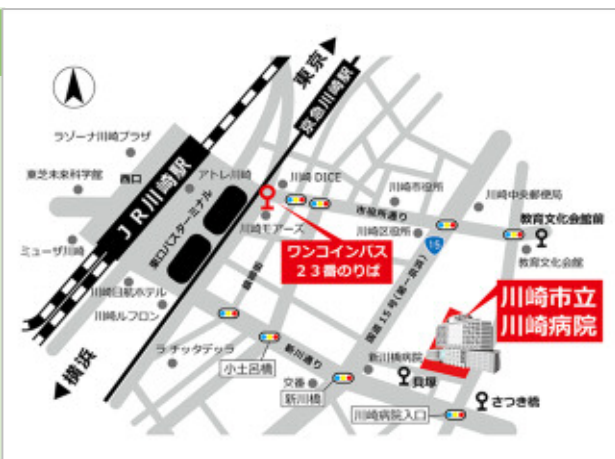 東京
京急川崎駅
ラゾーナ川崎プラザ
東芝未来科学館
西口
アトレ川崎
JR川崎駅
東口バスターミナル
川崎 DICE
川崎市役所
川崎中央郵便局
市役所通り
教育文化会館前
川崎モアーズ
川崎区役所
ミューザ川崎
ワンコインバス
23番のりば
15
教育文化会館
川崎日航ホテル
川崎ルフロン
国道15号(第一京浜)
川崎市立
川崎病院
横浜
ラ チッタデッラ
新川通り
小土呂橋
新川橋病院
交番
新川橋
貝塚
さつき橋
川崎病院入口